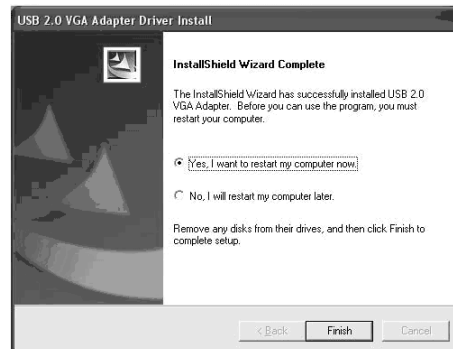 USB 2.0 VGA Adapter Driver Install
InstallShield Wizard Complete
The InstallShield Wizard has successfully installed USB 2.0
VGA Adapter. Before you can use the program, you must
restart your computer.
Yes, I want to restart my computer now.
No, I will restart my computer later.
Remove any disks from their drives, and then click Finish to
complete setup.
< Back
Finish
Cancel